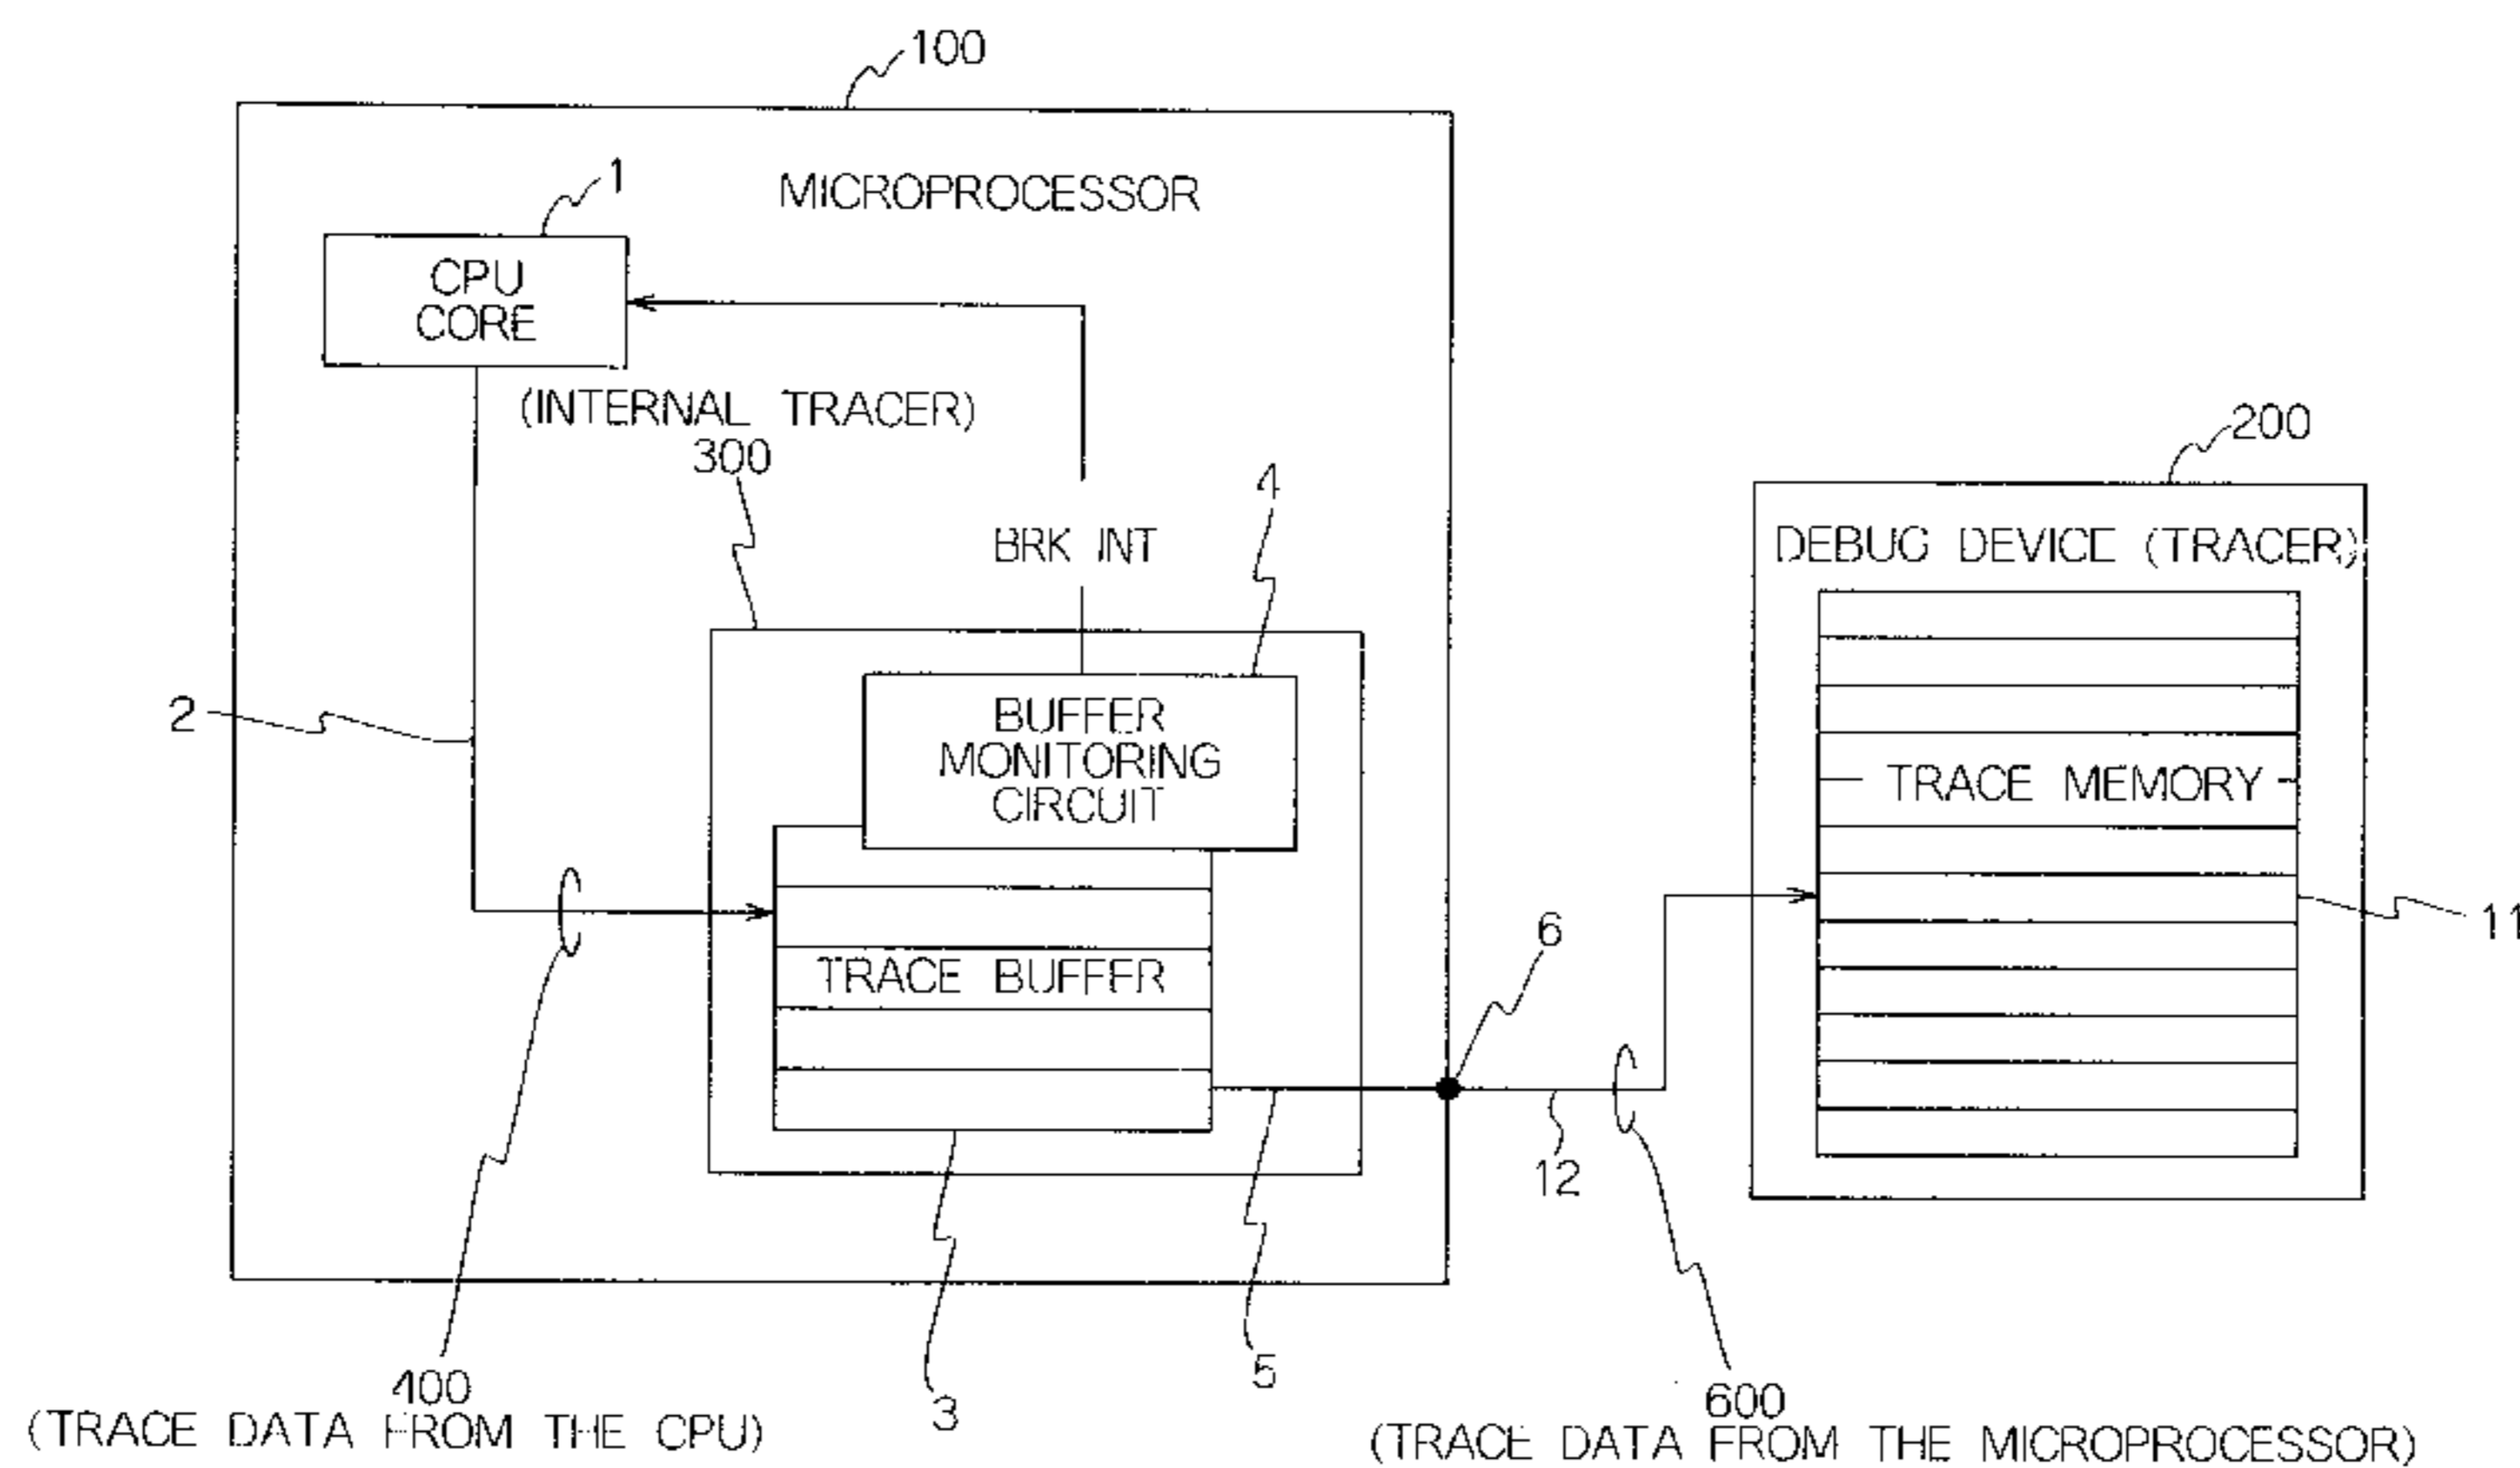 100
MICROPROCESSOR
1
CPU
CORE
(INTERNAL TRACER)
300
4
BRK INT
200
DEBUG DEVICE (TRACER)
2
BUFFER
MONITORING
CIRCUIT
TRACE MEMORY
11
6
TRACE BUFFER
12
5
3
400
(TRACE DATA FROM THE CPU)
600
(TRACE DATA FROM THE MICROPROCESSOR)